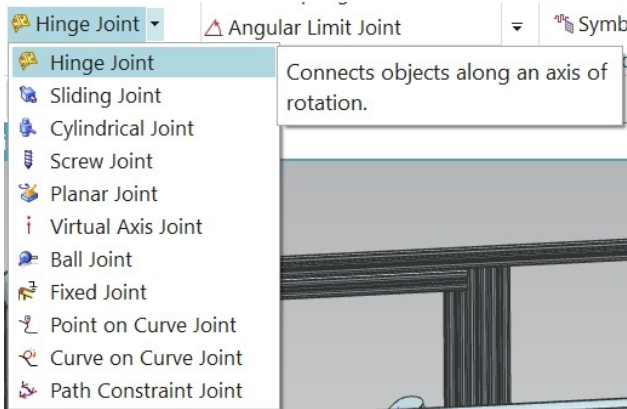 Hinge Joint
Angular Limit Joint
Symb
Hinge Joint
Connects objects along an axis of
rotation.
Sliding Joint
Cylindrical Joint
Screw Joint
Planar Joint
Virtual Axis Joint
Ball Joint
Fixed Joint
Point on Curve Joint
Curve on Curve Joint
Path Constraint Joint